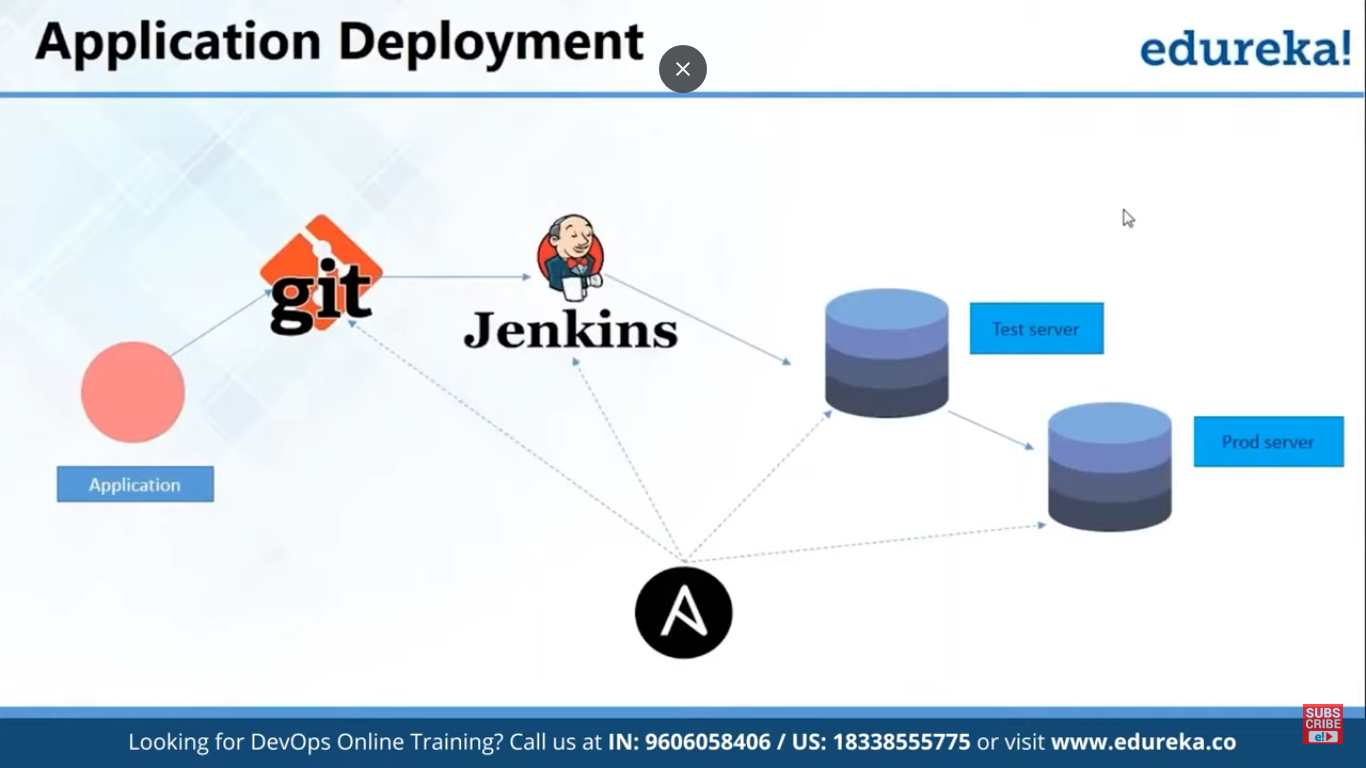 Application Deployment
edureka!
git
Jenkins
Test server
Prod server
Application
SUBS
CRIBE
e!
Looking for DevOps Online Training? Call us at IN: 9606058406 / US: 18338555775 or visit www.edureka.co